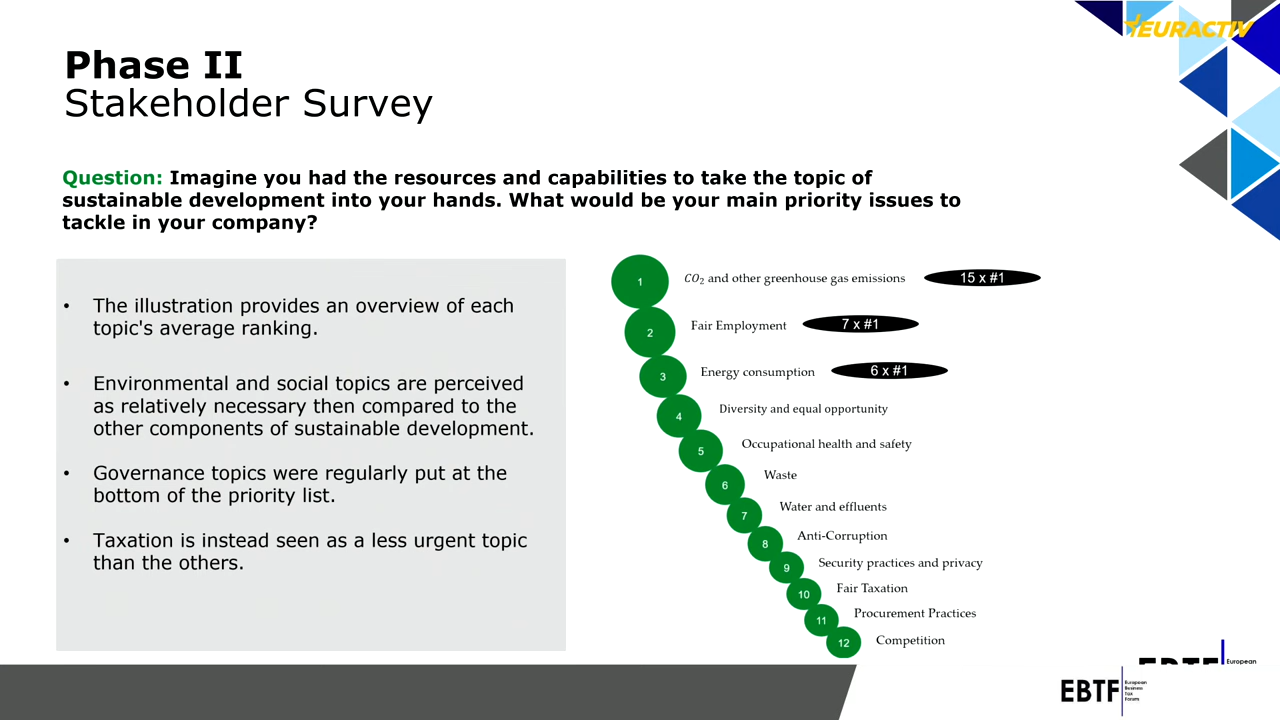 EURACTIV
Phase II
Stakeholder Survey
Question: Imagine you had the resources and capabilities to take the topic of
sustainable development into your hands. What would be your main priority issues to
tackle in your company?
• The illustration provides an overview of each
topic's average ranking.
• Environmental and social topics are perceived
as relatively necessary then compared to the
other components of sustainable development.
• Governance topics were regularly put at the
bottom of the priority list.
• Taxation is instead seen as a less urgent topic
than the others.
1 CO₂ and other greenhouse gas emissions 15 x #1
2 Fair Employment 7 x #1
3 Energy consumption 6 x #1
4 Diversity and equal opportunity
5 Occupational health and safety
6 Waste
7 Water and effluents
8 Anti-Corruption
9 Security practices and privacy
10 Fair Taxation
11 Procurement Practices
12 Competition
EBTF European
EBTF
European
Business
Tax
Forum